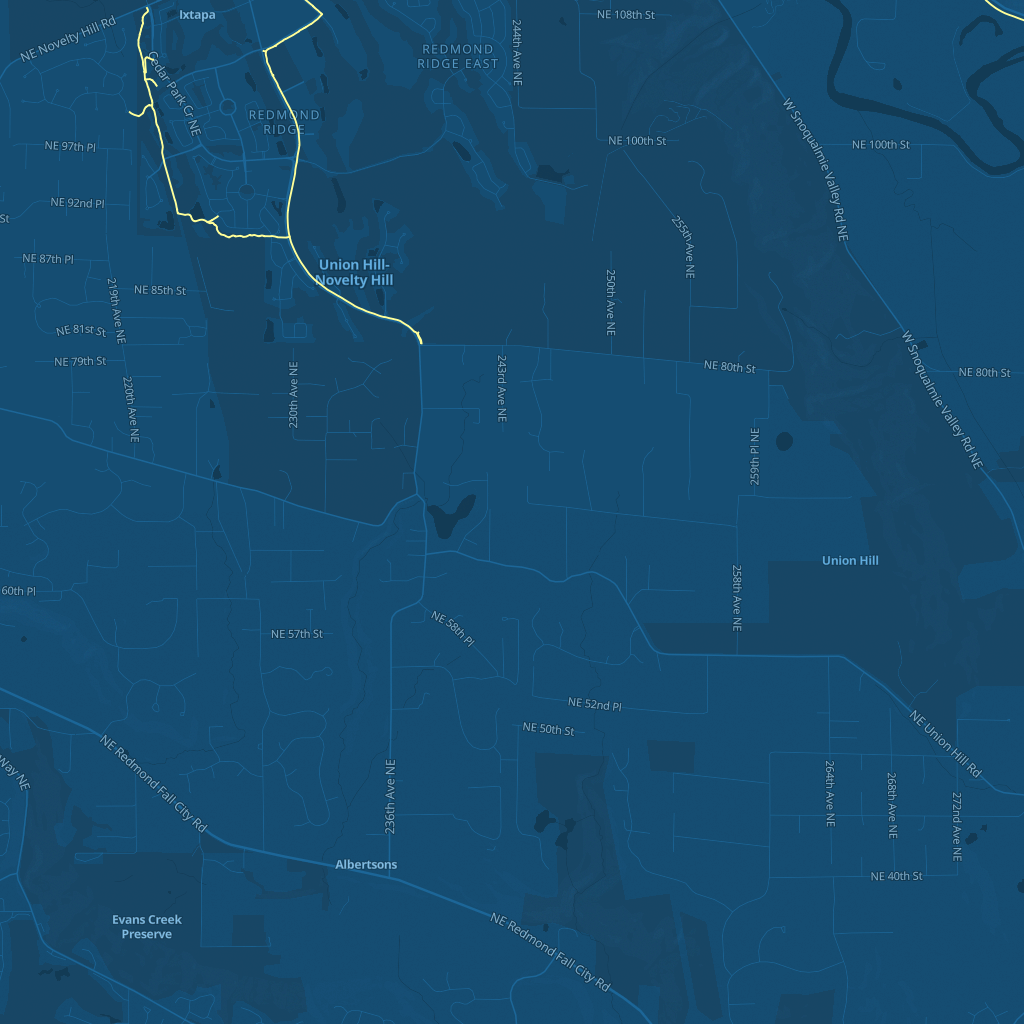 Ixtapa
NE 108th St
NE Novelty Hill Rd
244th Ave NE
REDMOND
RIDGE EAST
Cedar Park Cr NE
W Snoqualmie Valley Rd NE
REDMOND
RIDGE
NE 97th Pl
NE 100th St
NE 100th St
NE 92nd Pl
St
255th Ave NE
NE 87th Pl
Union Hill-
Novelty Hill
NE 85th St
219th Ave NE
250th Ave NE
NE 81st St
NE 79th St
NE 80th St
NE 80th St
W Snoqualmie Valley Rd NE
220th Ave NE
230th Ave NE
243rd Ave NE
259th Pl NE
Union Hill
60th Pl
258th Ave NE
NE 57th St
NE 58th Pl
NE 52nd Pl
NE 50th St
NE Union Hill Rd
Way NE
NE Redmond Fall City Rd
236th Ave NE
264th Ave NE
268th Ave NE
272nd Ave NE
Albertsons
NE 40th St
Evans Creek
Preserve
NE Redmond Fall City Rd